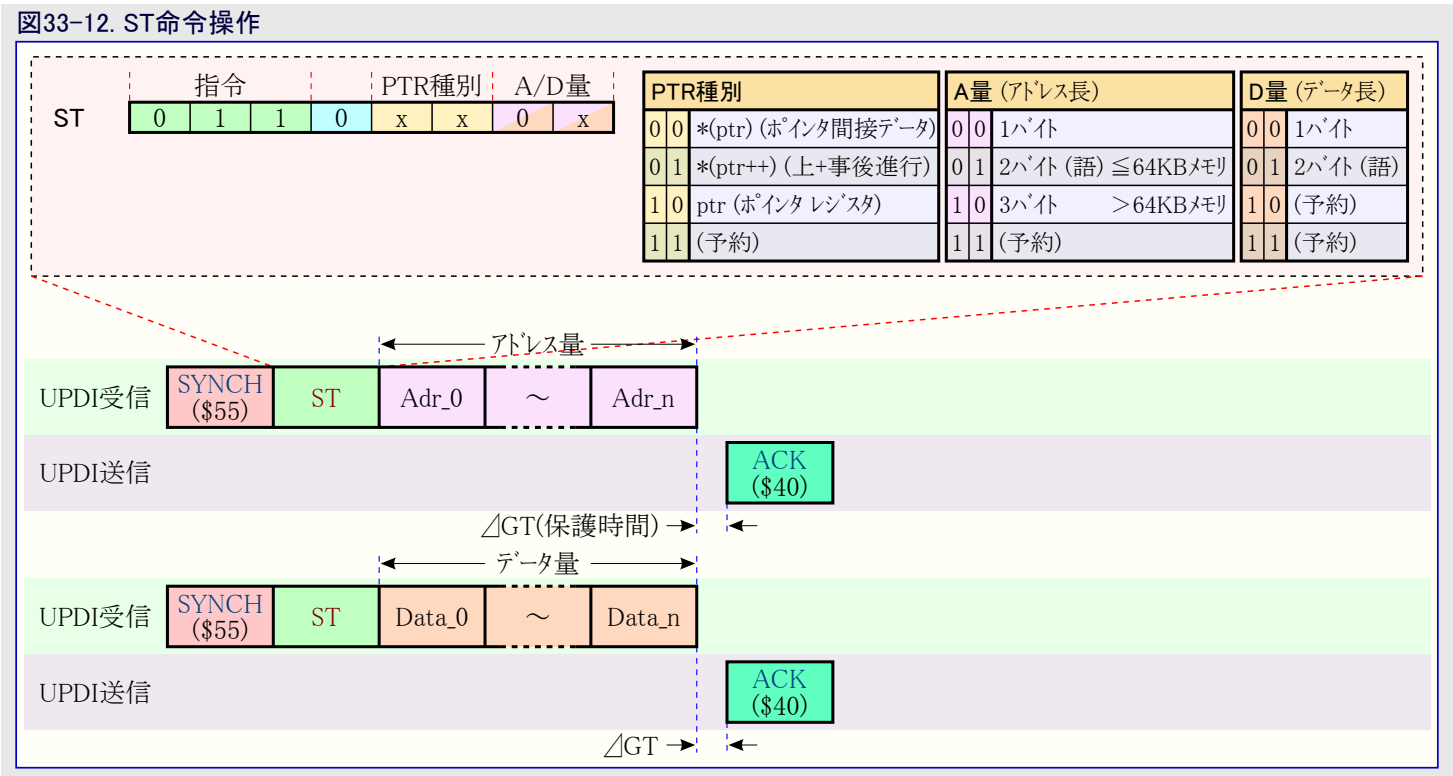 図33-12. ST命令操作
指令 PTR種別 A/D量
ST 0 1 1 0 x x 0 x
PTR種別
0 0 *(ptr) (ポインタ間接データ)
0 1 *(ptr++) (上+事後進行)
1 0 ptr (ポインタ レジスタ)
1 1 (予約)
A量 (アドレス長)
0 0 1バイト
0 1 2バイト (語) ≦64KBメモリ
1 0 3バイト >64KBメモリ
1 1 (予約)
D量 (データ長)
0 0 1バイト
0 1 2バイト (語)
1 0 (予約)
1 1 (予約)
アドレス量
UPDI受信 SYNCH ($55) ST Adr_0 ～ Adr_n
UPDI送信 ACK ($40)
⊿GT(保護時間)
データ量
UPDI受信 SYNCH ($55) ST Data_0 ～ Data_n
UPDI送信 ACK ($40)
⊿GT